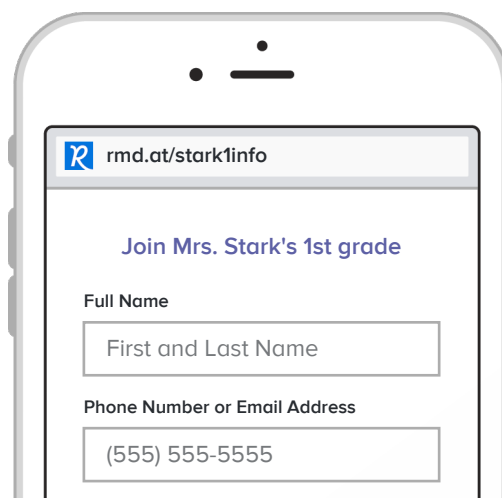 rmd.at/stark1info
Join Mrs. Stark's 1st grade
Full Name
First and Last Name
Phone Number or Email Address
(555) 555-5555